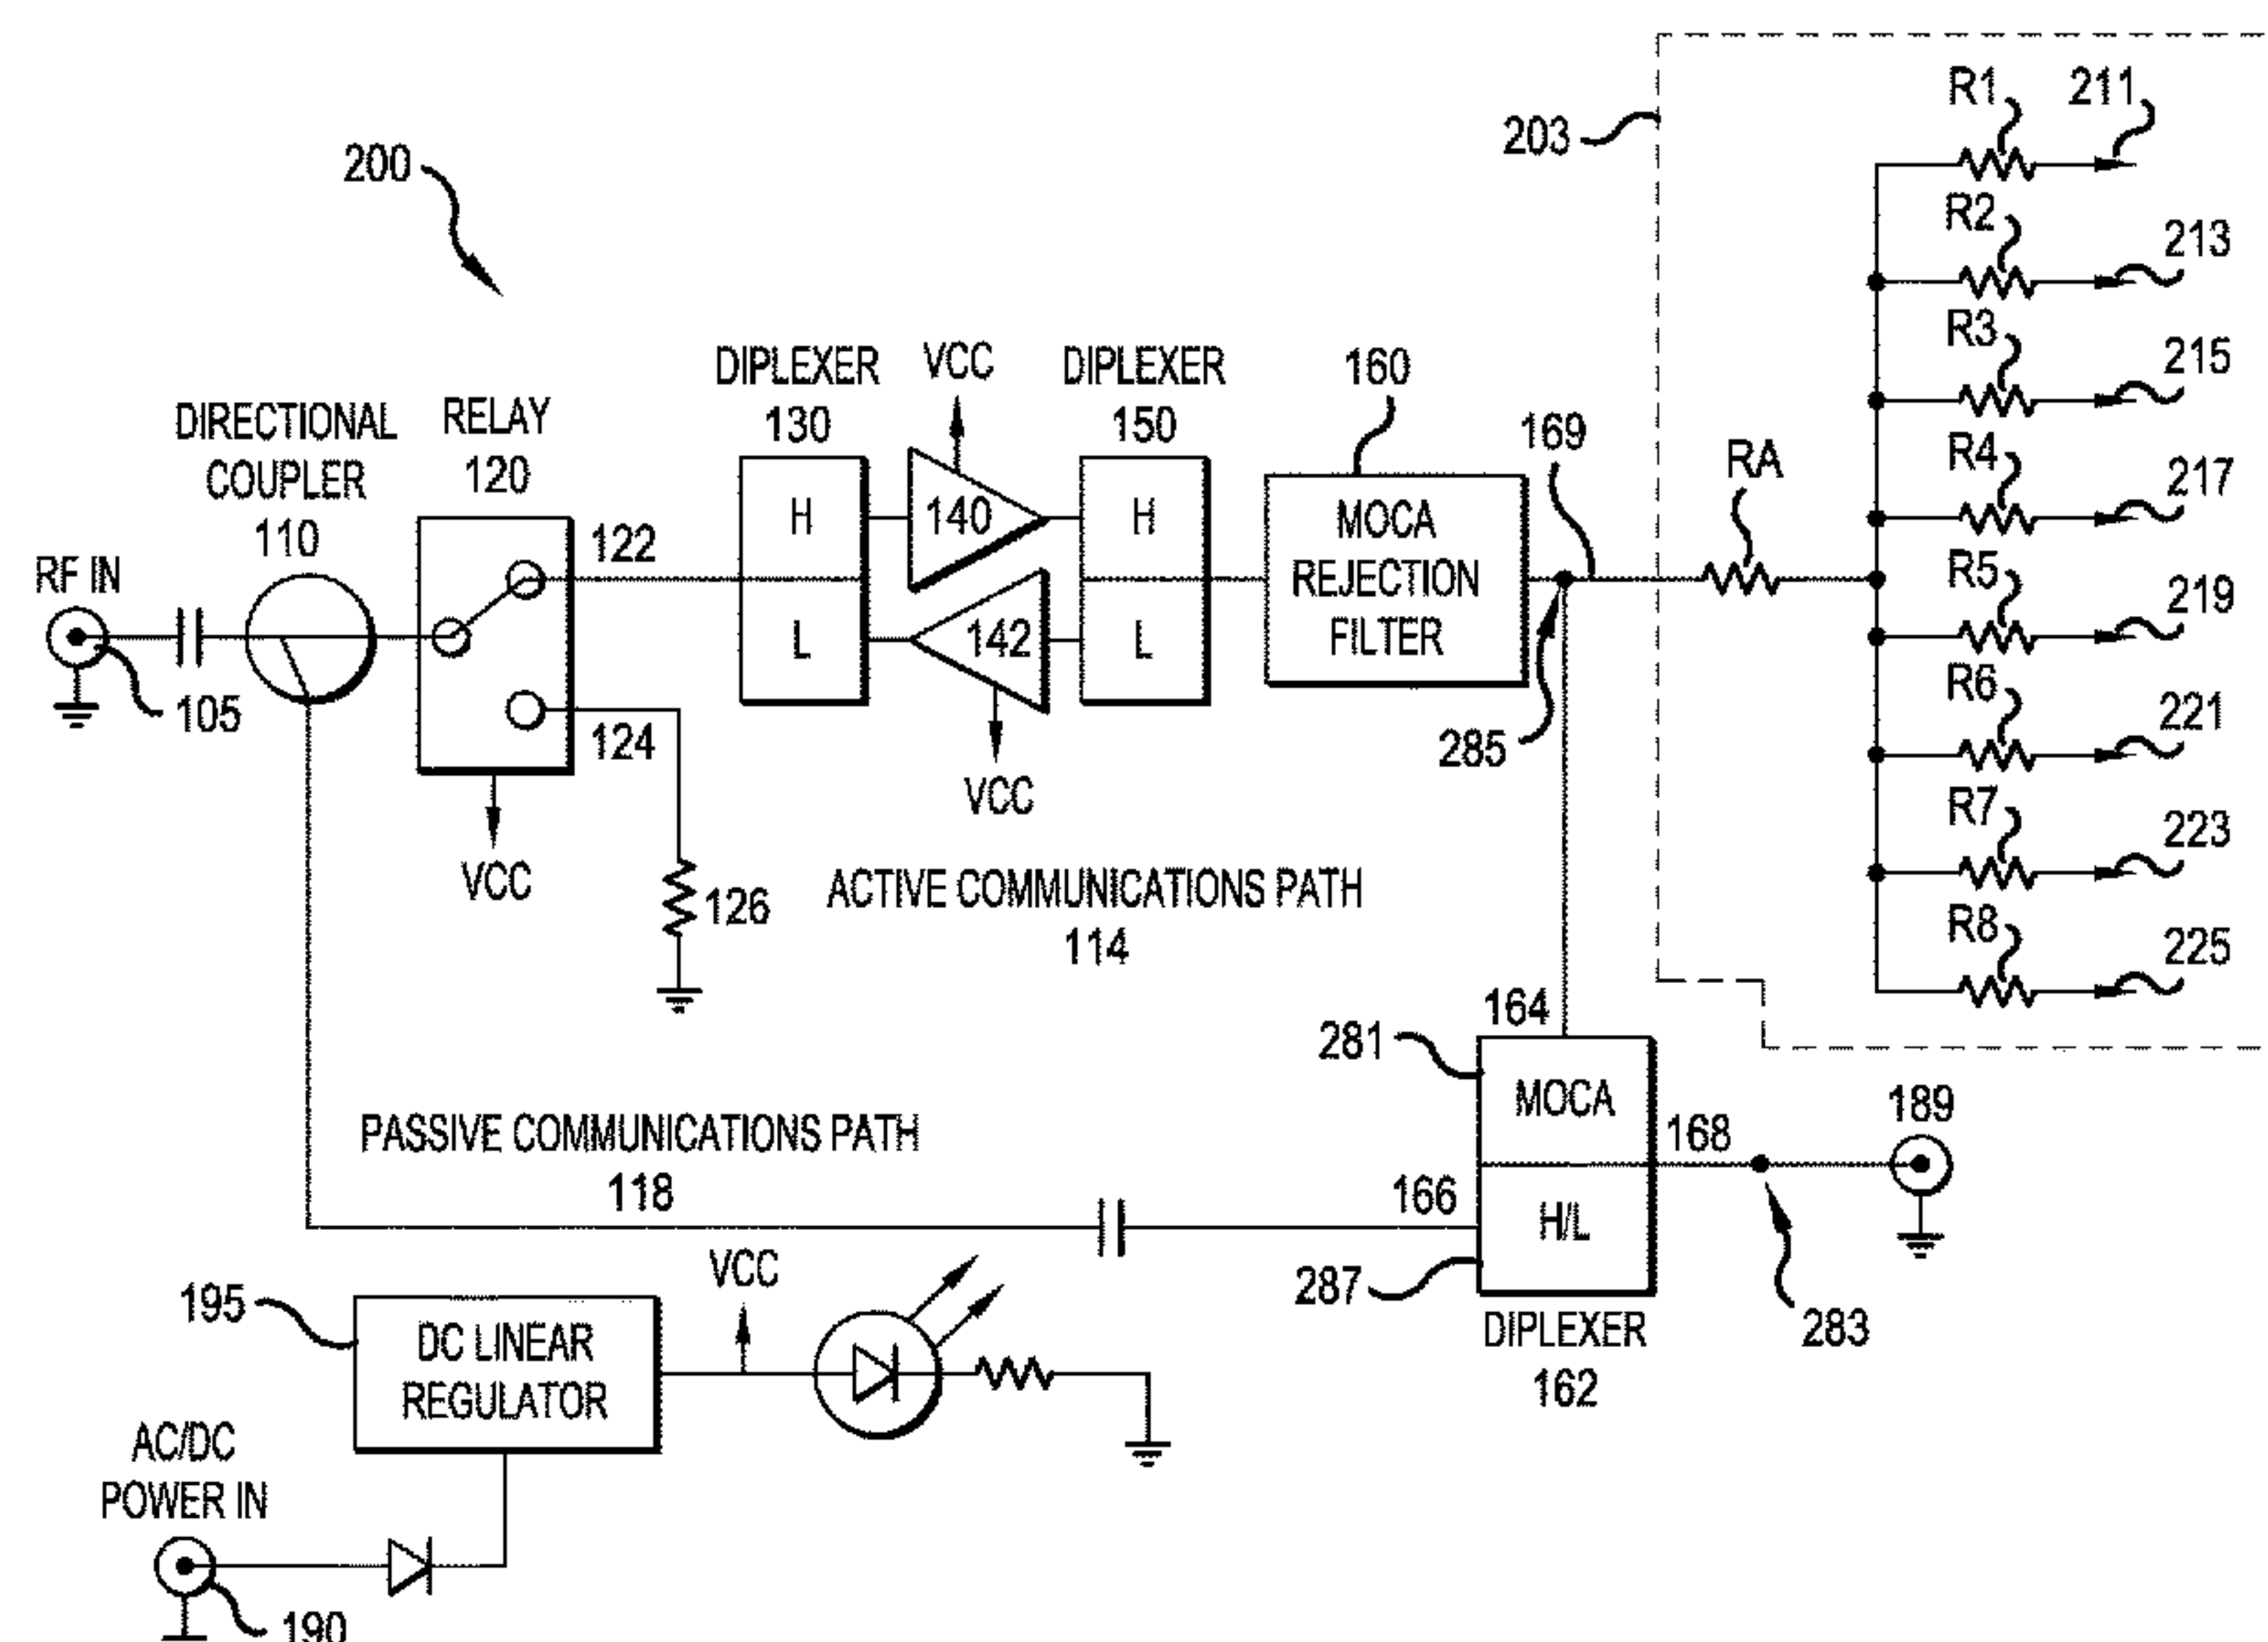 200
203
R1
211
R2
213
R3
215
R4
217
R5
219
R6
221
R7
223
R8
225
RA
DIRECTIONAL
COUPLER
110
RELAY
120
DIPLEXER
130
VCC
DIPLEXER
150
160
169
RF IN
105
122
124
VCC
126
H
L
140
142
VCC
H
L
MOCA
REJECTION
FILTER
285
ACTIVE COMMUNICATIONS PATH
114
PASSIVE COMMUNICATIONS PATH
118
164
281
MOCA
166
H/L
287
DIPLEXER
162
168
189
283
195
DC LINEAR
REGULATOR
VCC
AC/DC
POWER IN
190